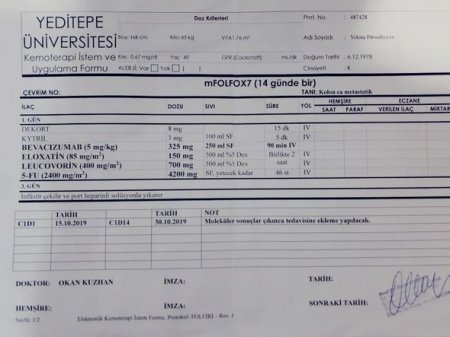 YEDİTEPE
ÜNİVERSİTESİ
Kemoterapi İstem ve
Uygulama Formu
Doz Kriterleri
Boy: 168 cm Kilo: 65 kg VYA1.76 m²
Krn: 0.67 mg/dl Yaş: 40 GFR (Cockcroft): mL/dk
ALERJİ: Var Yok
Prot. No : 487428
Adı Soyadı :
Doğum Tarihi : 6.12.1978
Cinsiyeti : K
mFOLFOX7 (14 günde bir)
ÇEVRİM NO: TANI: Kolon ca metastatik
İLAÇ DOZU SIVI SÜRE YOL HEMŞİRE ECZANE
SAAT PARAF VERİLEN İLAÇ MİKTAR
1. GÜN
DEKORT 8 mg 15 dk IV
KYTRİL 3 mg 100 ml SF 5 dk IV
BEVACIZUMAB (5 mg/kg) 325 mg 250 ml SF 90 min IV
ELOXATİN (85 mg/m²) 150 mg 500 ml %5 Dex Birlikte 2 saat IV
LEUCOVORİN (400 mg/m²) 700 mg 500 ml %5 Dex IV
5-FU (2400 mg/m²) 4200 mg SF, yetecek kadar 46 st IV
3. GÜN
İnfüzör çekilir ve port heparinli solüsyonla yıkanır
TARİH TARİH NOT
C1D1 15.10.2019 C1D14 30.10.2019 Moleküler sonuçlar çıkınca tedavisine ekleme yapılacak.
DOKTOR: OKAN KUZHAN İMZA: TARİH:
HEMŞİRE: İMZA: SONRAKİ TARİH:
Sayfa: 1/2 Elektronik Kemoterapi İstem Formu. Protokol: FOLFİRİ – Rev. 1